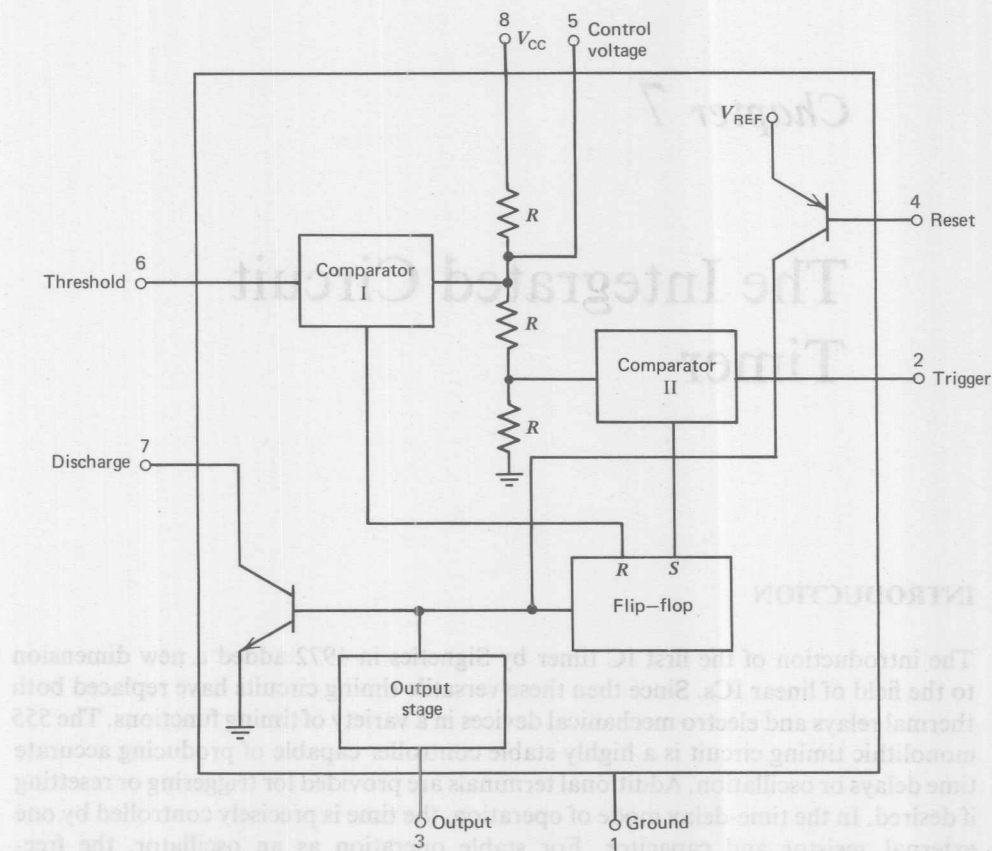 8
5
V_CC
Control
voltage
Chapter 7
V_REF
4
R
Reset
6
Comparator
I
Threshold
The Integrated Circuit
R
Timer
2
Comparator
II
Trigger
R
7
Discharge
R
S
INTRODUCTION
Flip–flop
The introduction of the first IC timer by Signetics in 1972 added a new dimension
to the field of linear ICs. Since then these versatile timing circuits have replaced both
Output
stage
thermal relays and electromechanical devices in a variety of timing functions. The 555
monolithic timing circuit is a highly stable controller capable of producing accurate
time delays or oscillation. Additional terminals are provided for triggering or resetting
if desired. In the time-delay mode of operation, the time is precisely controlled by one
Output
Ground
external resistor and capacitor. For stable operation as an oscillator, the free-
3
1